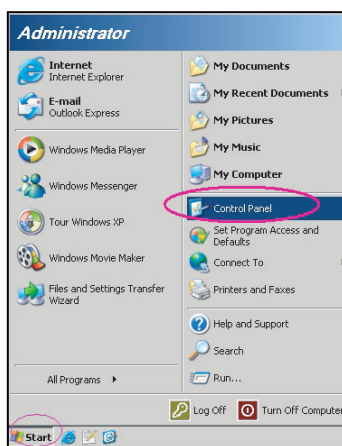 Administrator
Internet
Internet Explorer
E-mail
Outlook Express
Windows Media Player
Windows Messenger
Tour Windows XP
Windows Movie Maker
Files and Settings Transfer
Wizard
All Programs
My Documents
My Recent Documents
My Pictures
My Music
My Computer
Control Panel
Set Program Access and
Defaults
Connect To
Printers and Faxes
Help and Support
Search
Run...
Log Off
Turn Off Computer
Start